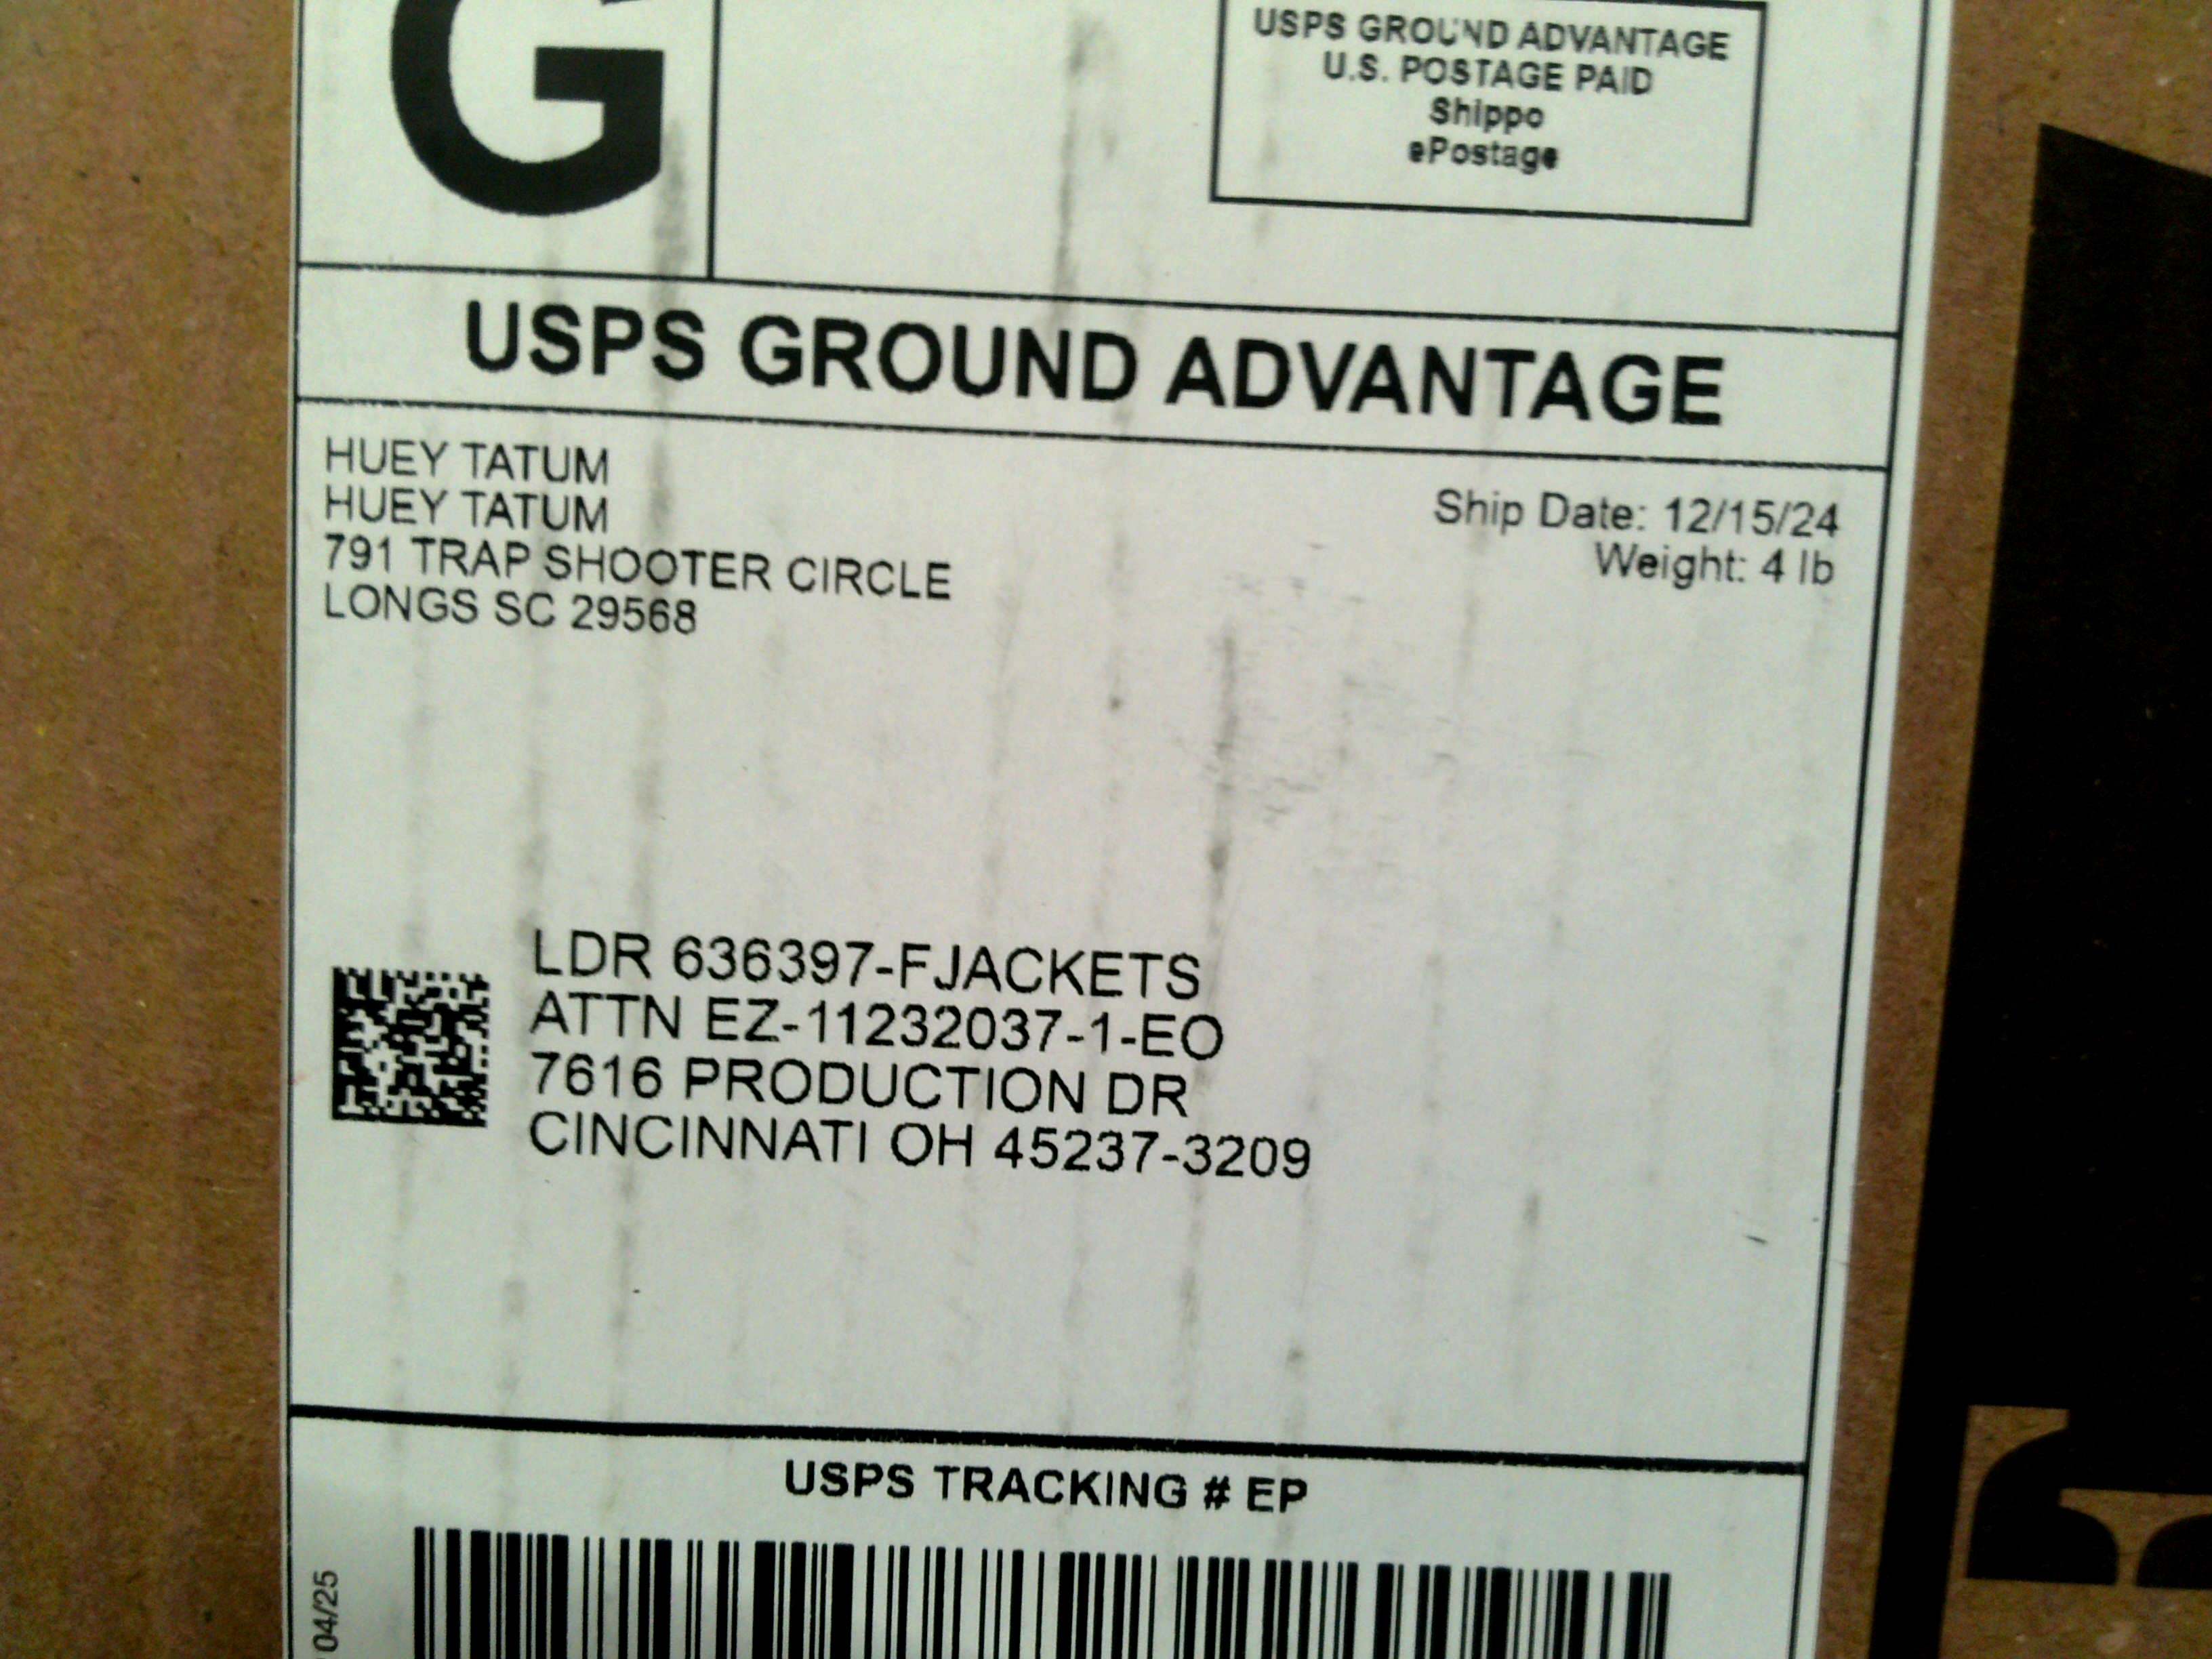 G
USPS GROUND ADVANTAGE
U.S. POSTAGE PAID
Shippo
ePostage
USPS GROUND ADVANTAGE
HUEY TATUM
HUEY TATUM
791 TRAP SHOOTER CIRCLE
LONGS SC 29568
Ship Date: 12/15/24
Weight: 4 lb
LDR 636397-FJACKETS
ATTN EZ-11232037-1-EO
7616 PRODUCTION DR
CINCINNATI OH 45237-3209
USPS TRACKING # EP
04/25